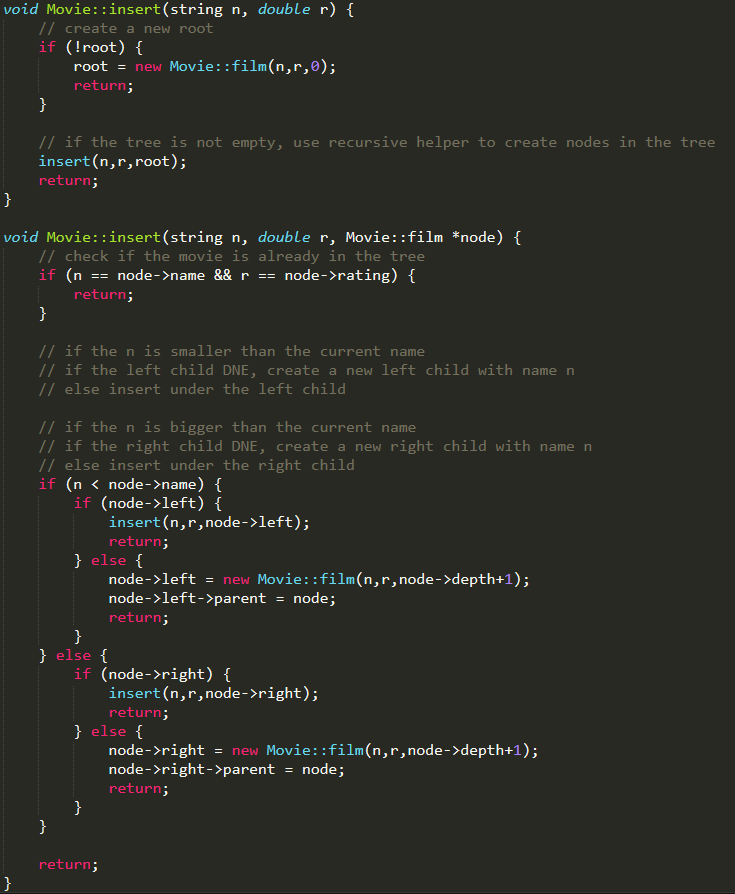 void Movie::insert(string n, double r) {
    // create a new root
    if (!root) {
        root = new Movie::film(n,r,0);
        return;
    }

    // if the tree is not empty, use recursive helper to create nodes in the tree
    insert(n,r,root);
    return;
}

void Movie::insert(string n, double r, Movie::film *node) {
    // check if the movie is already in the tree
    if (n == node->name && r == node->rating) {
        return;
    }

    // if the n is smaller than the current name
    // if the left child DNE, create a new left child with name n
    // else insert under the left child

    // if the n is bigger than the current name
    // if the right child DNE, create a new right child with name n
    // else insert under the right child
    if (n < node->name) {
        if (node->left) {
            insert(n,r,node->left);
            return;
        } else {
            node->left = new Movie::film(n,r,node->depth+1);
            node->left->parent = node;
            return;
        }
    } else {
        if (node->right) {
            insert(n,r,node->right);
            return;
        } else {
            node->right = new Movie::film(n,r,node->depth+1);
            node->right->parent = node;
            return;
        }
    }

    return;
}